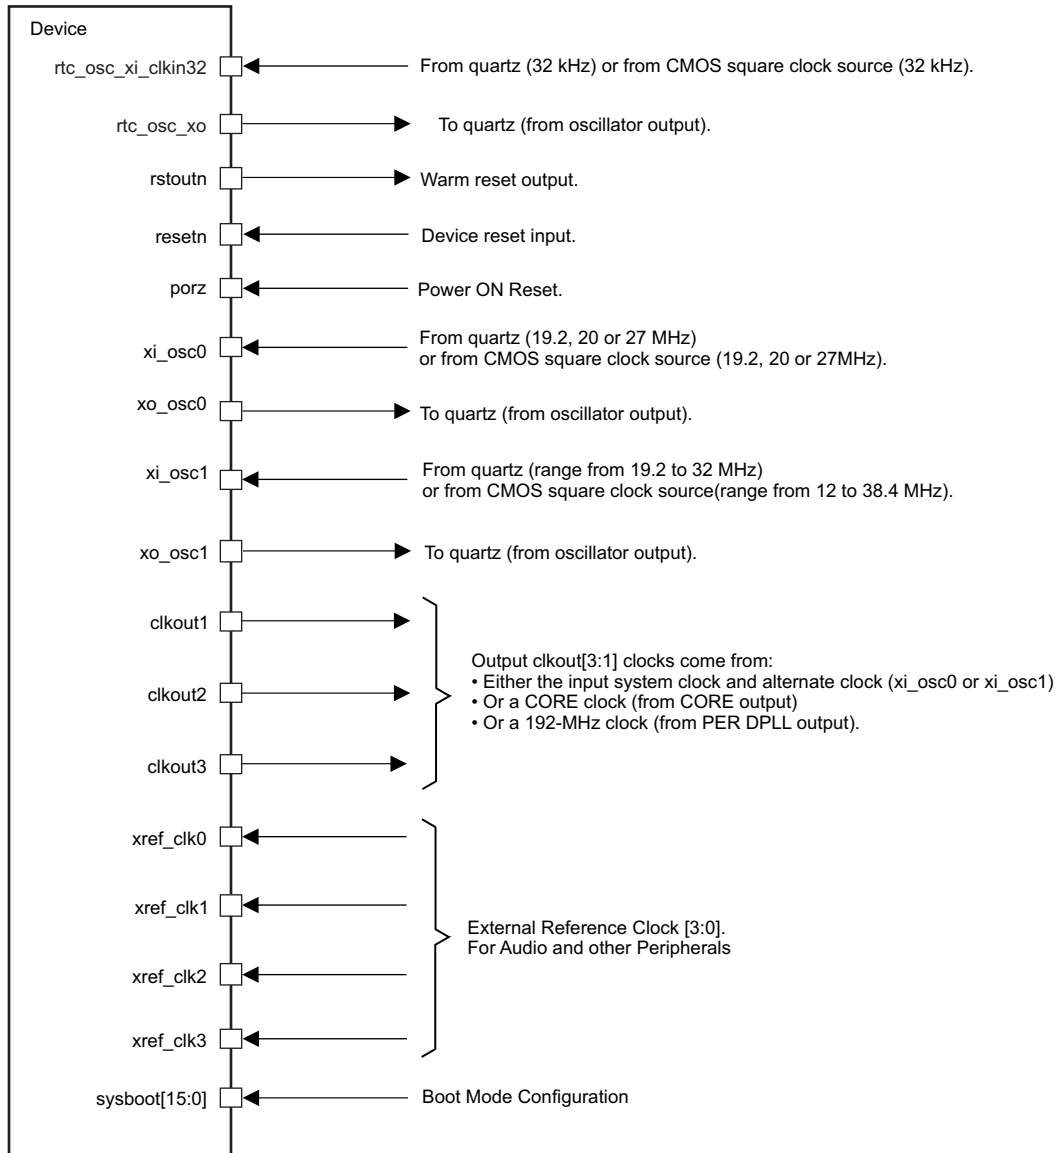 Device
rtc_osc_xi_clkin32
From quartz (32 kHz) or from CMOS square clock source (32 kHz).
rtc_osc_xo
To quartz (from oscillator output).
rstoutn
Warm reset output.
resetn
Device reset input.
porz
Power ON Reset.
xi_osc0
From quartz (19.2, 20 or 27 MHz)
or from CMOS square clock source (19.2, 20 or 27MHz).
xo_osc0
To quartz (from oscillator output).
xi_osc1
From quartz (range from 19.2 to 32 MHz)
or from CMOS square clock source(range from 12 to 38.4 MHz).
xo_osc1
To quartz (from oscillator output).
clkout1
clkout2
clkout3
Output clkout[3:1] clocks come from:
• Either the input system clock and alternate clock (xi_osc0 or xi_osc1)
• Or a CORE clock (from CORE output)
• Or a 192-MHz clock (from PER DPLL output).
xref_clk0
xref_clk1
xref_clk2
xref_clk3
External Reference Clock [3:0].
For Audio and other Peripherals
sysboot[15:0]
Boot Mode Configuration